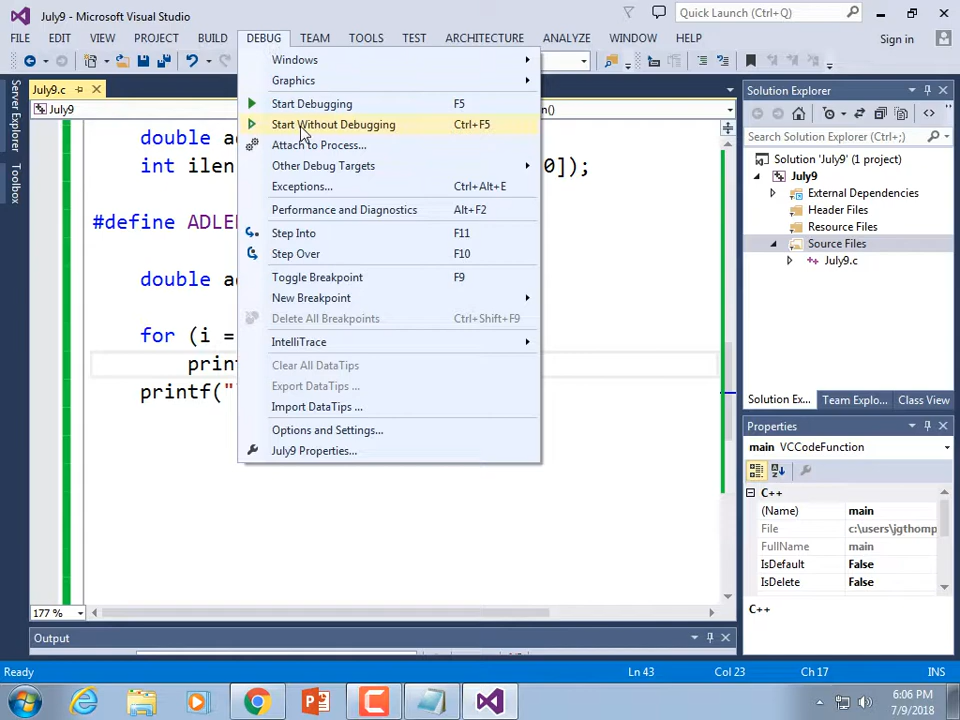 July9 - Microsoft Visual Studio
Quick Launch (Ctrl+Q)
FILE EDIT VIEW PROJECT BUILD DEBUG TEAM TOOLS TEST ARCHITECTURE ANALYZE WINDOW HELP Sign in
July9.c
July9
Server Explorer
Toolbox
Windows
Graphics
Start Debugging F5
Start Without Debugging Ctrl+F5
Attach to Process...
Other Debug Targets
Exceptions... Ctrl+Alt+E
Performance and Diagnostics Alt+F2
Step Into F11
Step Over F10
Toggle Breakpoint F9
New Breakpoint
Delete All Breakpoints Ctrl+Shift+F9
IntelliTrace
Clear All DataTips
Export DataTips ...
Import DataTips ...
Options and Settings...
July9 Properties...
double
int ilen 0]);
#define ADLE
double
for (i =
prin
printf("
177 %
Solution Explorer
Search Solution Explorer (Ctrl+;)
Solution 'July9' (1 project)
July9
External Dependencies
Header Files
Resource Files
Source Files
July9.c
Solution Ex... Team Explo... Class View
Properties
main VCCodeFunction
C++
(Name) main
File c:\users\jgthomp
FullName main
IsDefault False
IsDelete False
C++
Output
Ready Ln 43 Col 23 Ch 17 INS
6:06 PM
7/9/2018